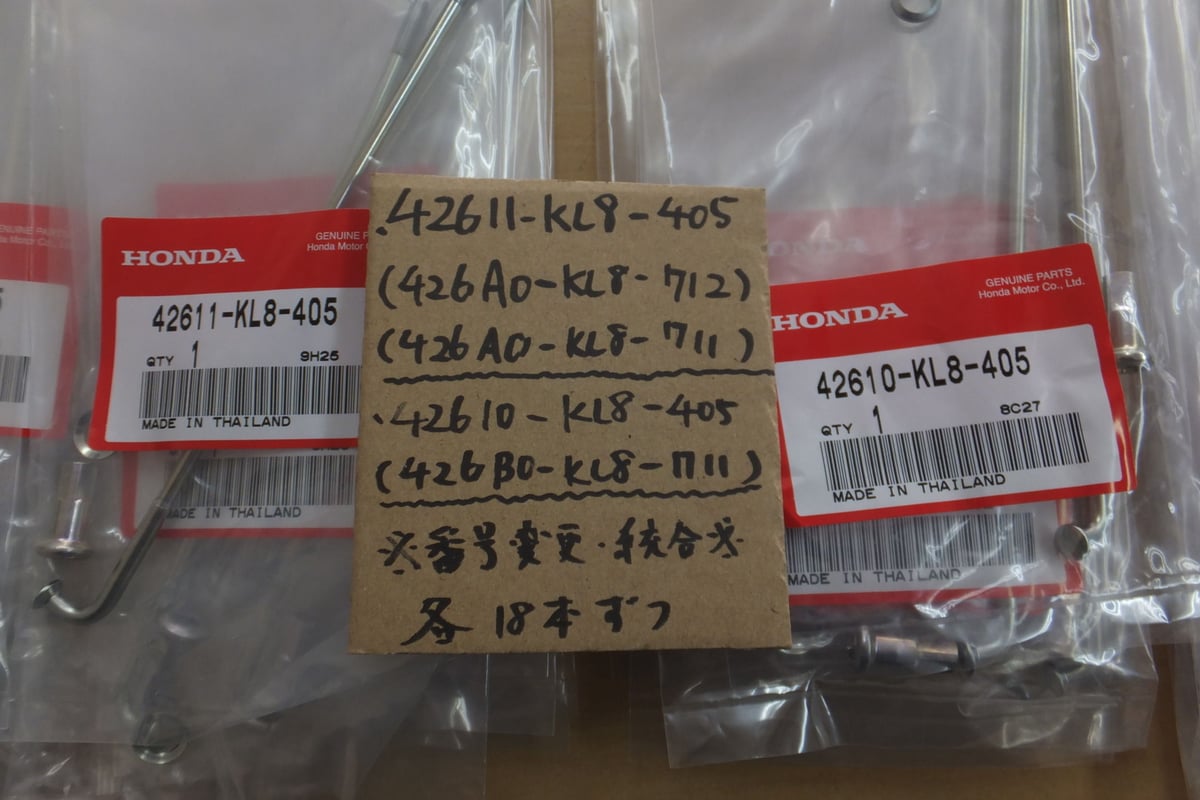 HONDA
GENUINE P
Honda Motor C
42611-KL8-405
QTY 1 9H25
MADE IN THAILAND
MADE IN THAILAND
.42611-KL8-405
(426A0-KL8-712)
(426A0-KL8-711)
・42610-KL8-405
(426B0-KL8-711)
※番号変更・統合※
各18本ずつ
HONDA
GENUINE PARTS
Honda Motor Co., Ltd.
42610-KL8-405
QTY 1 8C27
MADE IN THAILAND
MADE IN THAILAND